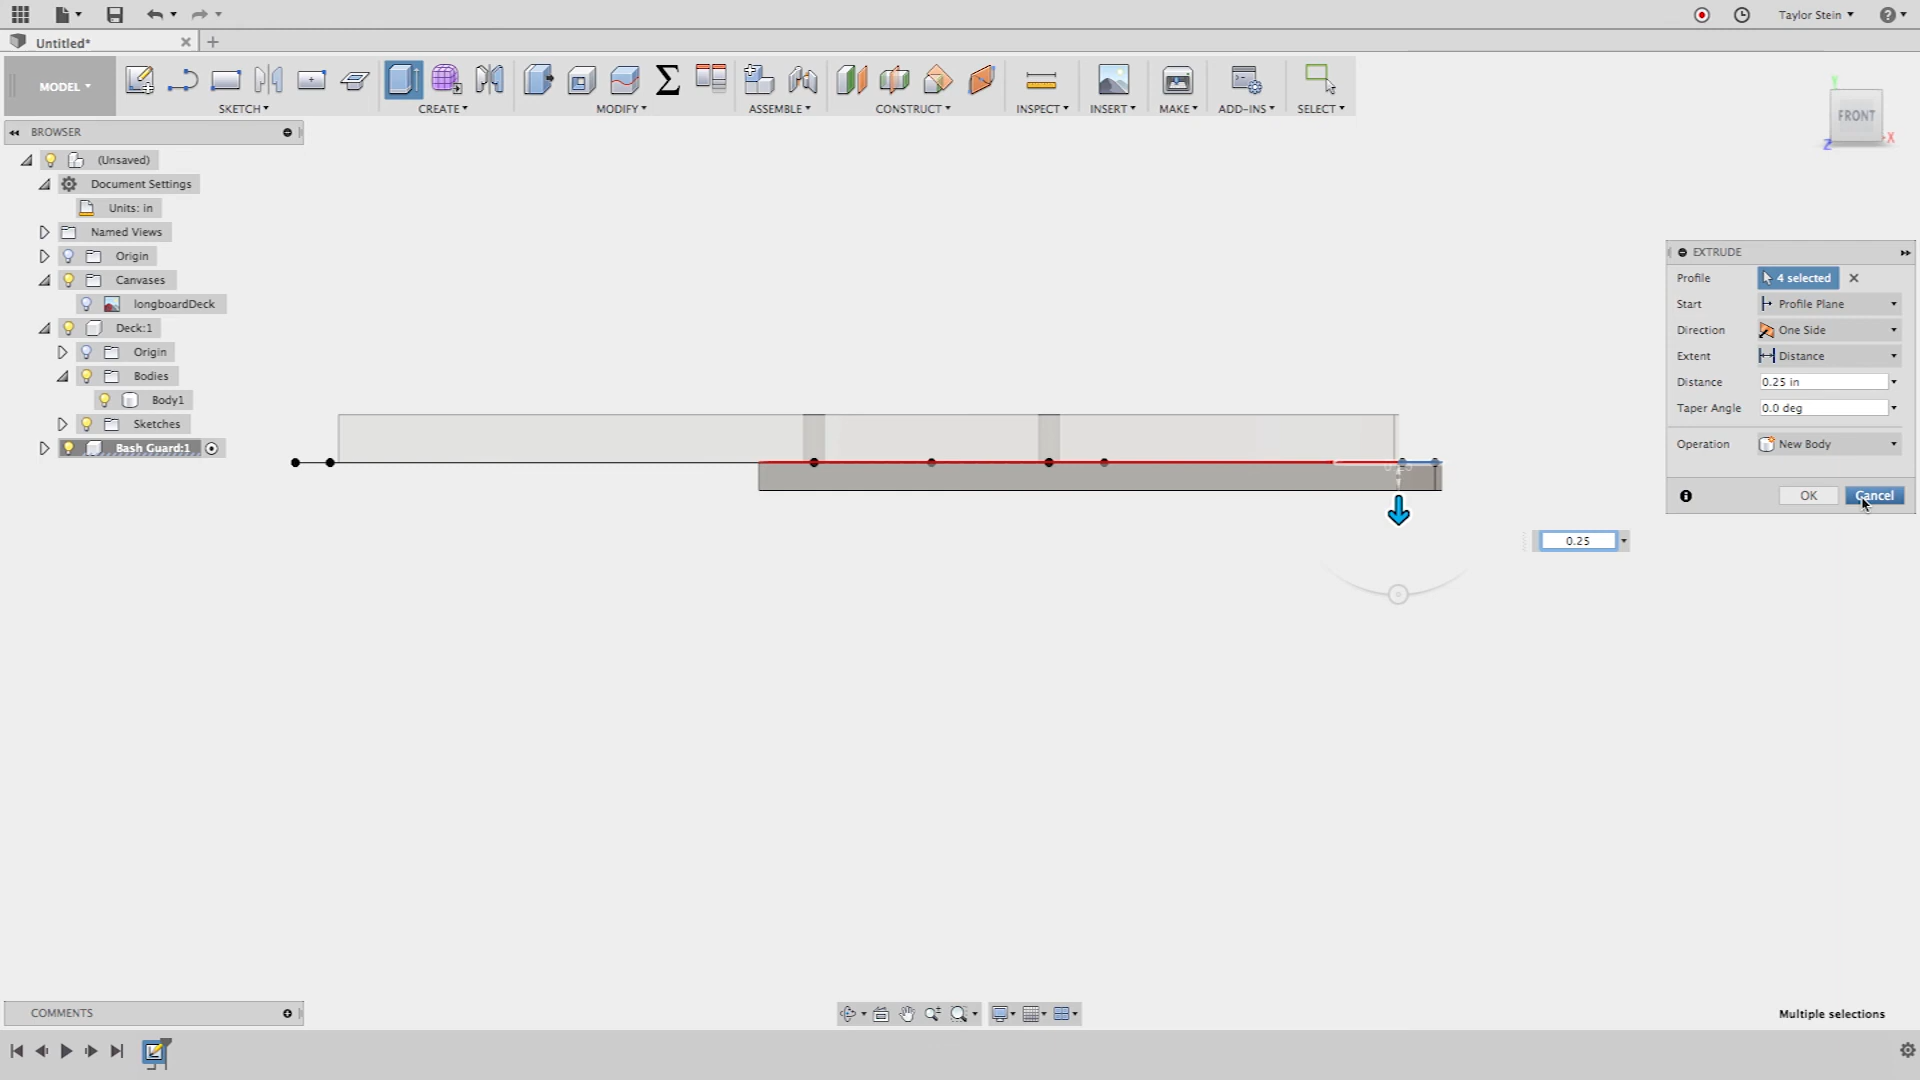 Taylor Stein
Untitled*
MODEL
SKETCH
CREATE
MODIFY
ASSEMBLE
CONSTRUCT
INSPECT
INSERT
MAKE
ADD-INS
SELECT
FRONT
Y
X
Z
BROWSER
(Unsaved)
Document Settings
Units: in
Named Views
Origin
Canvases
longboardDeck
Deck:1
Origin
Bodies
Body1
Sketches
Bash Guard:1
EXTRUDE
Profile 4 selected
Start Profile Plane
Direction One Side
Extent Distance
Distance 0.25 in
Taper Angle 0.0 deg
Operation New Body
OK Cancel
0.25
COMMENTS
Multiple selections